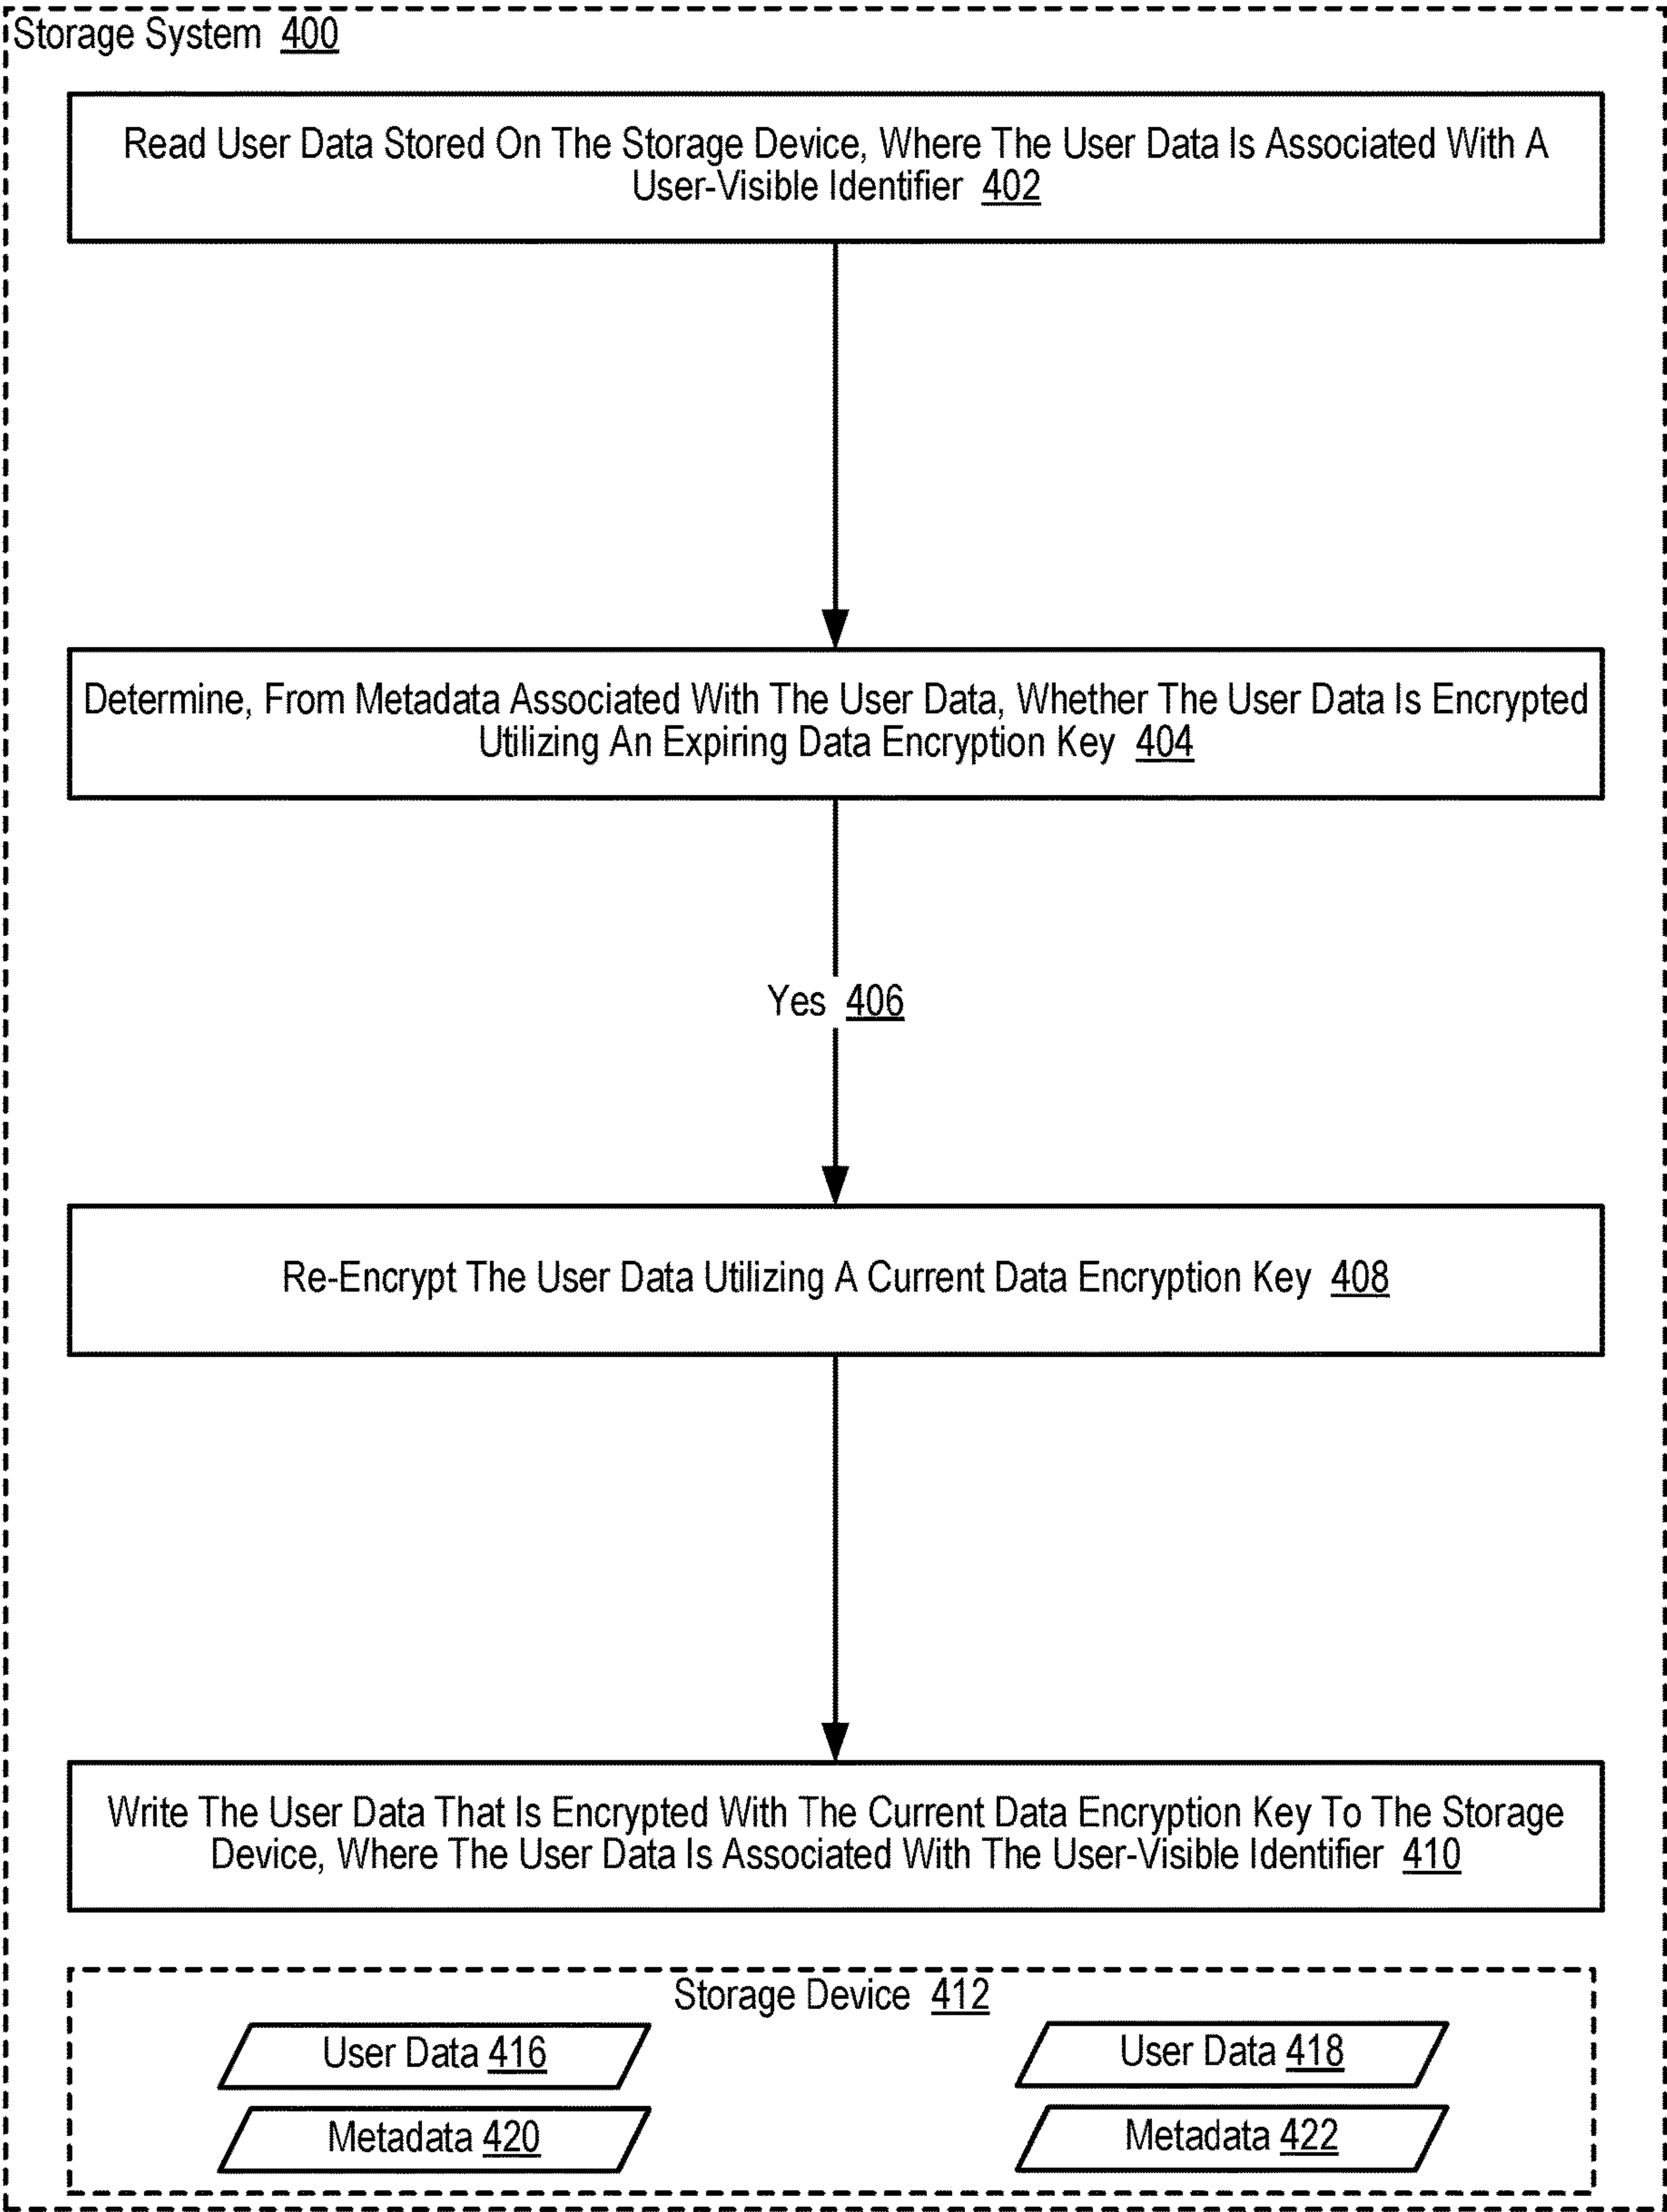 Storage System 400
Read User Data Stored On The Storage Device, Where The User Data Is Associated With A
User-Visible Identifier 402
Determine, From Metadata Associated With The User Data, Whether The User Data Is Encrypted
Utilizing An Expiring Data Encryption Key 404
Yes 406
Re-Encrypt The User Data Utilizing A Current Data Encryption Key 408
Write The User Data That Is Encrypted With The Current Data Encryption Key To The Storage
Device, Where The User Data Is Associated With The User-Visible Identifier 410
Storage Device 412
User Data 416
User Data 418
Metadata 420
Metadata 422